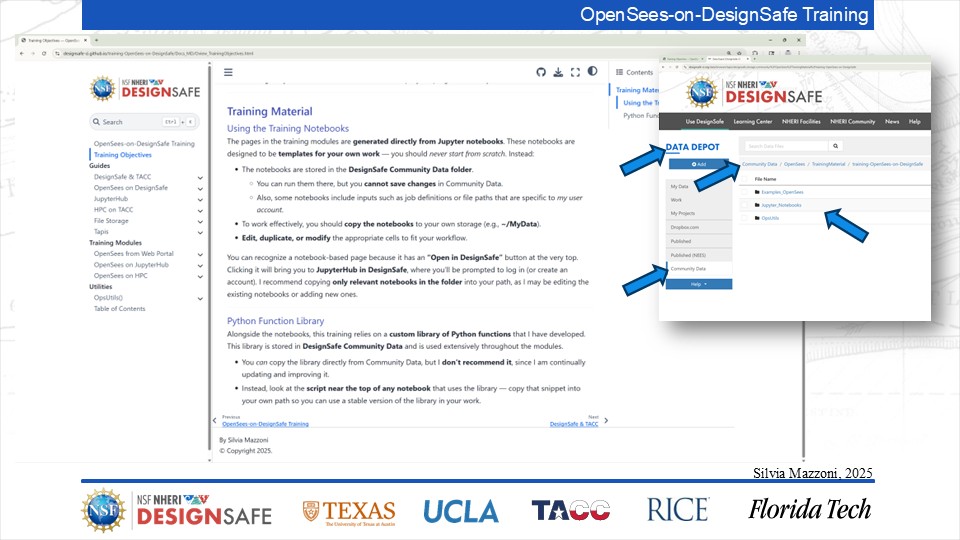 OpenSees-on-DesignSafe Training
Training Objectives — OpenSees
designsafe-ci.github.io/training-OpenSees-on-DesignSafe/Docs_MD/Oview_TrainingObjectives.html
NSF NHERI
DESIGNSAFE
Search
Ctrl + K
OpenSees-on-DesignSafe Training
Training Objectives
Guides
DesignSafe & TACC
OpenSees on DesignSafe
JupyterHub
HPC on TACC
File Storage
Tapis
Training Modules
OpenSees from Web Portal
OpenSees on JupyterHub
OpenSees on HPC
Utilities
OpsUtils()
Table of Contents
Training Material
Using the Training Notebooks
The pages in the training modules are generated directly from Jupyter notebooks. These notebooks are
designed to be templates for your own work — you should never start from scratch. Instead:
• The notebooks are stored in the DesignSafe Community Data folder.
○ You can run them there, but you cannot save changes in Community Data.
○ Also, some notebooks include inputs such as job definitions or file paths that are specific to my user
account.
• To work effectively, you should copy the notebooks to your own storage (e.g., ~/MyData).
• Edit, duplicate, or modify the appropriate cells to fit your workflow.
You can recognize a notebook-based page because it has an "Open in DesignSafe" button at the very top.
Clicking it will bring you to JupyterHub in DesignSafe, where you'll be prompted to log in (or create an
account). I recommend copying only relevant notebooks in the folder into your path, as I may be editing the
existing notebooks or adding new ones.
Python Function Library
Alongside the notebooks, this training relies on a custom library of Python functions that I have developed.
This library is stored in DesignSafe Community Data and is used extensively throughout the modules.
• You can copy the library directly from Community Data, but I don't recommend it, since I am continually
updating and improving it.
• Instead, look at the script near the top of any notebook that uses the library — copy that snippet into
your own path so you can use a stable version of the library in your work.
Previous
OpenSees-on-DesignSafe Training
Next
DesignSafe & TACC
By Silvia Mazzoni
© Copyright 2025.
Contents
Training Mate
Using the Tr
Python Func
NSF NHERI
DESIGNSAFE
Use DesignSafe Learning Center NHERI Facilities NHERI Community News Help
DATA DEPOT
Add
My Data
Work
My Projects
Dropbox.com
Published
Published (NEES)
Community Data
Help
Search Data Files
Community Data / OpenSees / TrainingMaterial / training-OpenSees-on-DesignSafe
File Name
Examples_OpenSees
Jupyter_Notebooks
OpsUtils
Silvia Mazzoni, 2025
NSF NHERI
DESIGNSAFE
TEXAS
The University of Texas at Austin
UCLA
TACC
RICE
Florida Tech